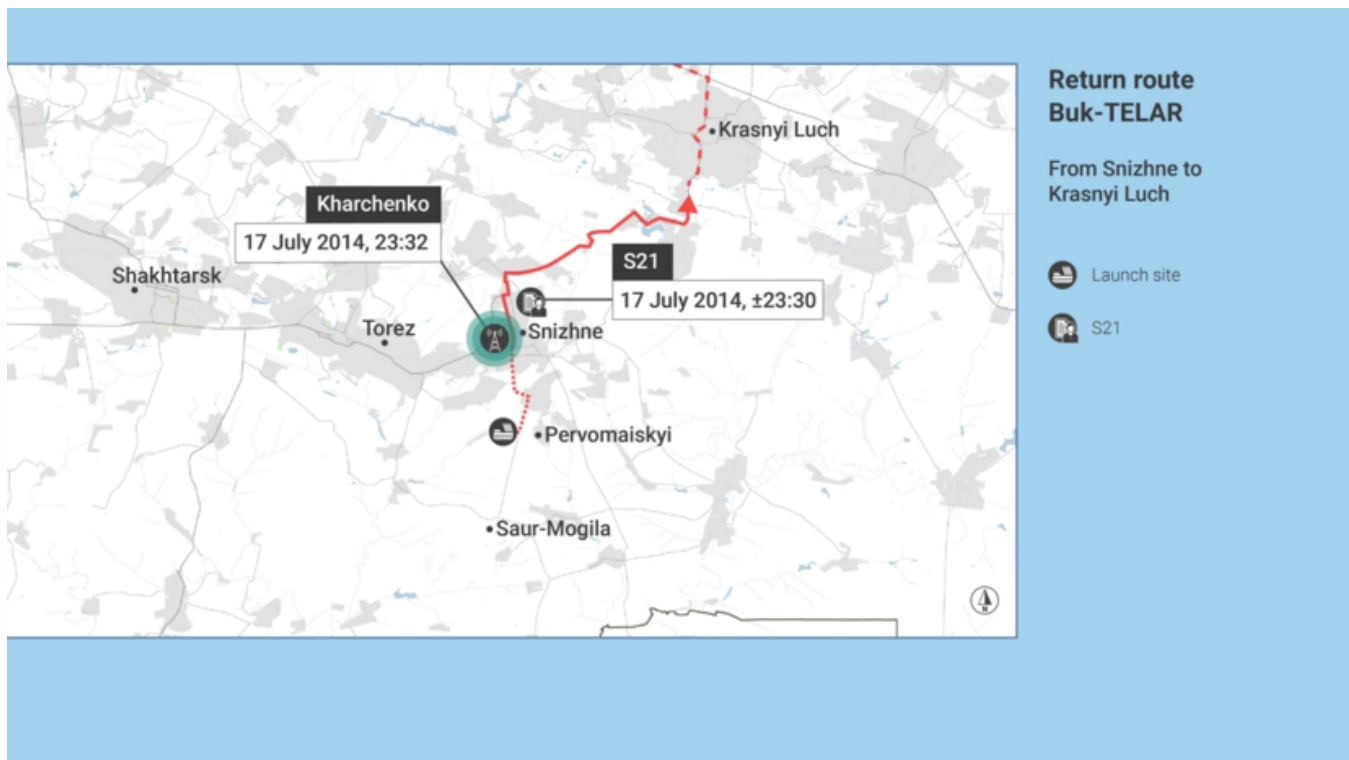 Return route
Buk-TELAR
From Snizhne to
Krasnyi Luch
Launch site
S21
Krasnyi Luch
Kharchenko
17 July 2014, 23:32
S21
17 July 2014, ±23:30
Shakhtarsk
Torez
Snizhne
Pervomaiskyi
Saur-Mogila
N